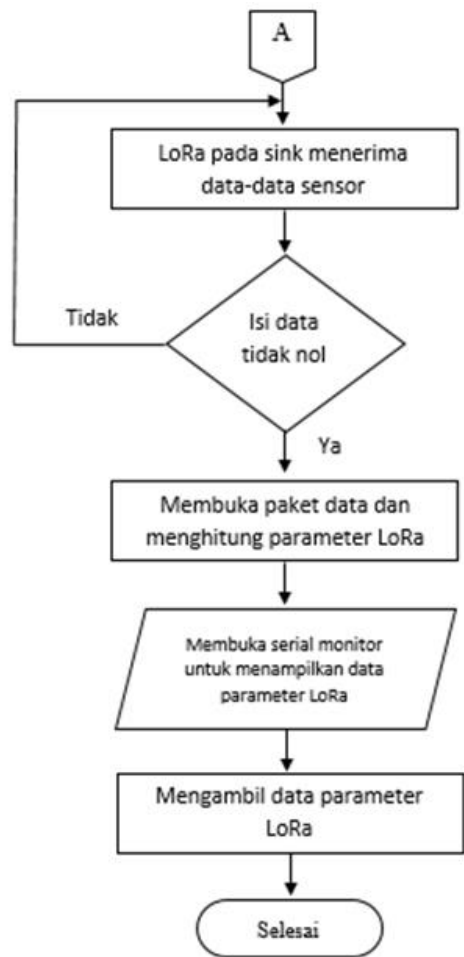 A
LoRa pada sink menerima
data-data sensor
Tidak
Isi data
tidak nol
Ya
Membuka paket data dan
menghitung parameter LoRa
Membuka serial monitor
untuk menampilkan data
parameter LoRa
Mengambil data parameter
LoRa
Selesai